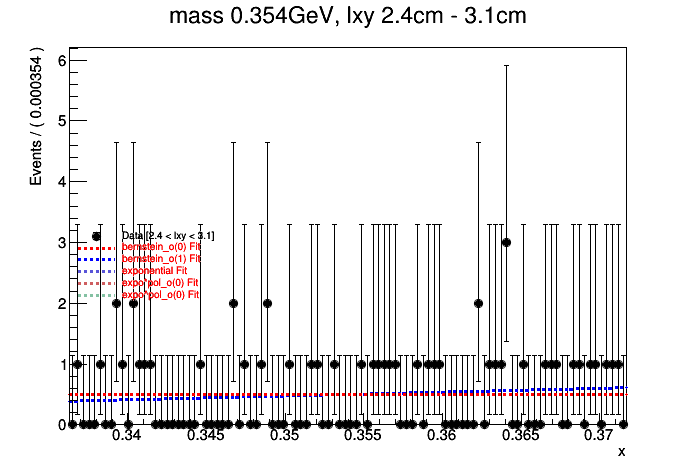 mass 0.354GeV, lxy 2.4cm - 3.1cm
Events / ( 0.000354 )
6
5
4
3
2
1
0
Data [2.4 < lxy < 3.1]
bernstein_o(0) Fit
bernstein_o(1) Fit
exponential Fit
expo*pol_o(0) Fit
expo*pol_o(0) Fit
0.34 0.345 0.35 0.355 0.36 0.365 0.37
x